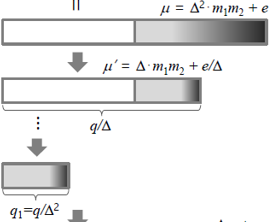 μ = Δ²·m₁m₂ + e
μ′ = Δ·m₁m₂ + e/Δ
q/Δ
⋮
q₁=q/Δ²